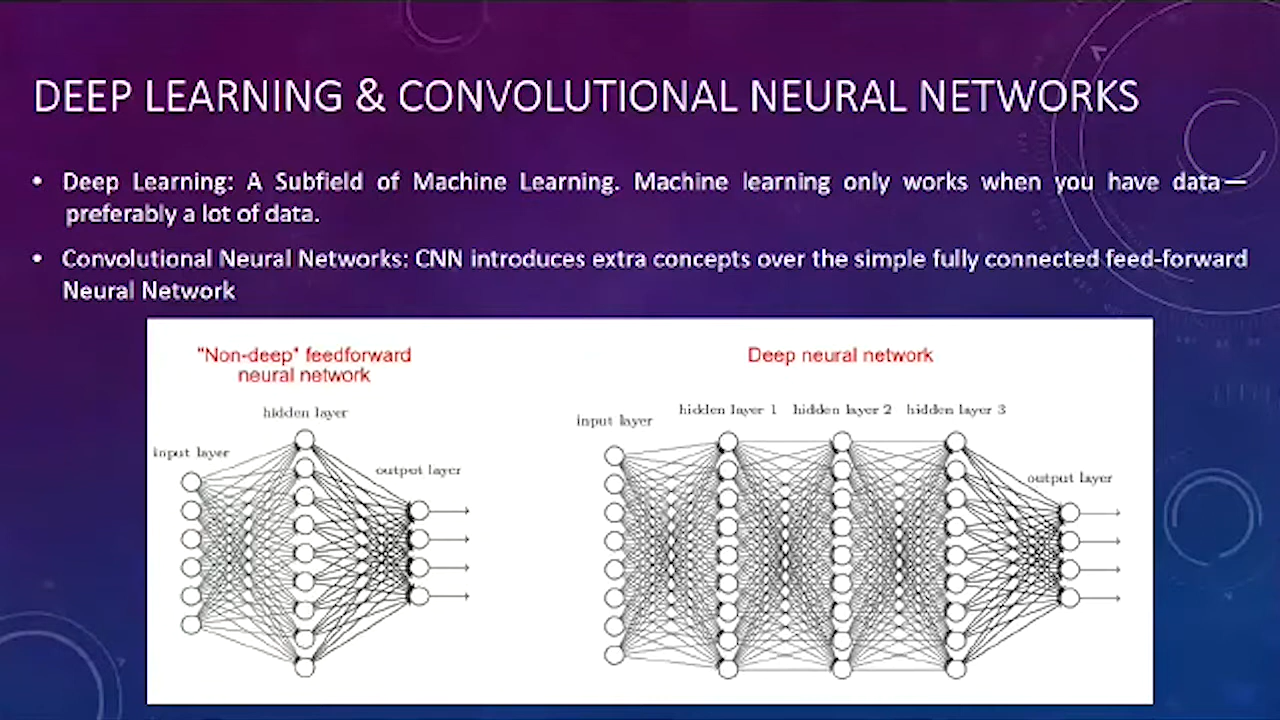 DEEP LEARNING & CONVOLUTIONAL NEURAL NETWORKS
• Deep Learning: A Subfield of Machine Learning. Machine learning only works when you have data—
preferably a lot of data.
• Convolutional Neural Networks: CNN introduces extra concepts over the simple fully connected feed-forward
Neural Network
"Non-deep" feedforward
neural network
hidden layer
input layer
output layer
Deep neural network
input layer
hidden layer 1 hidden layer 2 hidden layer 3
output layer